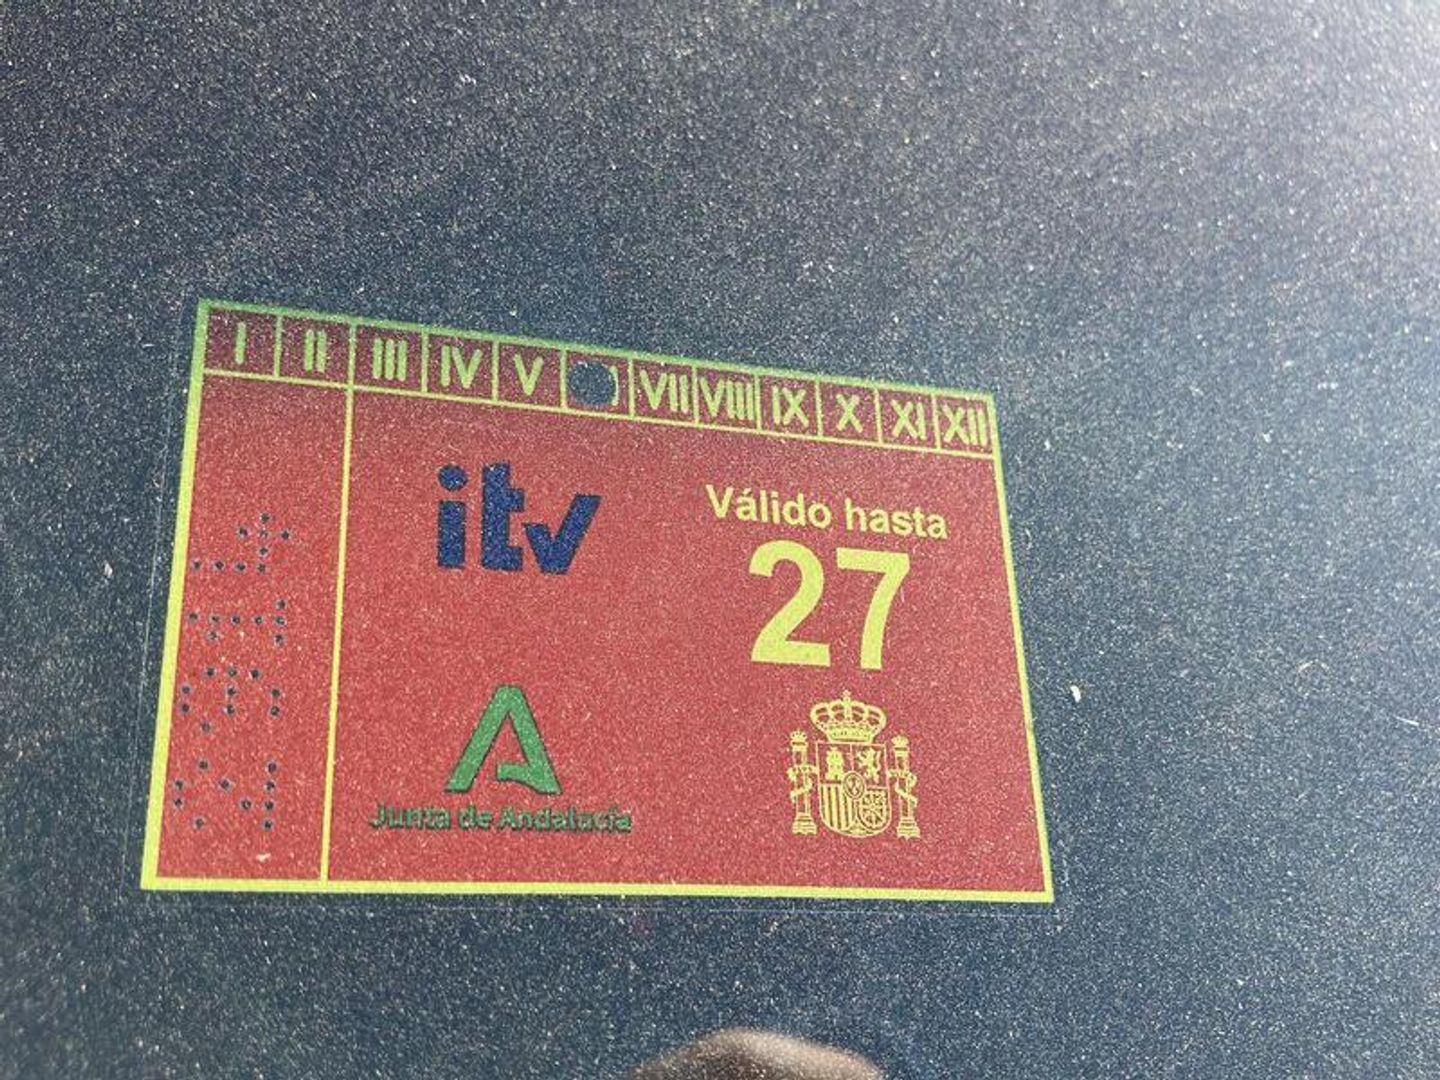 I II III IV V VII VIII IX X XI XII
itv
Válido hasta
27
Junta de Andalucía